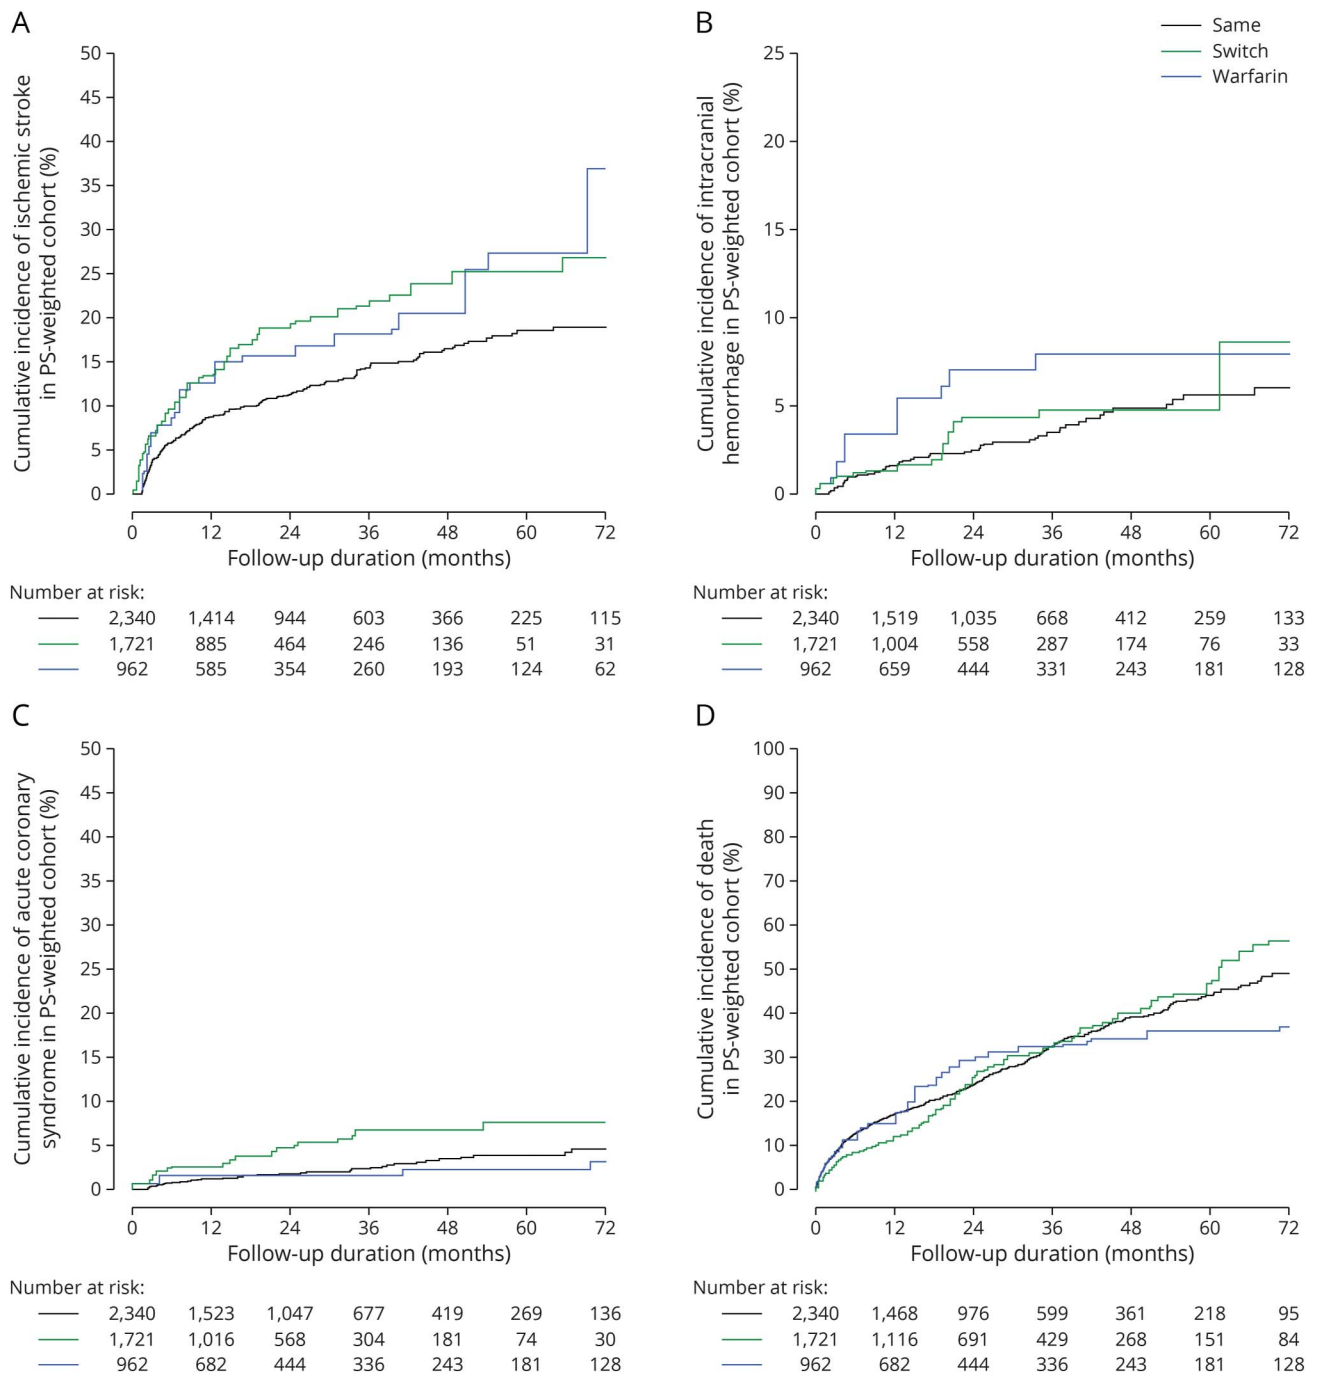 A
Cumulative incidence of ischemic stroke
in PS-weighted cohort (%)
50
45
40
35
30
25
20
15
10
5
0
0 12 24 36 48 60 72
Follow-up duration (months)
Number at risk:
2,340 1,414 944 603 366 225 115
1,721 885 464 246 136 51 31
962 585 354 260 193 124 62
B
Same
Switch
Warfarin
Cumulative incidence of intracranial
hemorrhage in PS-weighted cohort (%)
25
20
15
10
5
0
0 12 24 36 48 60 72
Follow-up duration (months)
Number at risk:
2,340 1,519 1,035 668 412 259 133
1,721 1,004 558 287 174 76 33
962 659 444 331 243 181 128
C
Cumulative incidence of acute coronary
syndrome in PS-weighted cohort (%)
50
45
40
35
30
25
20
15
10
5
0
0 12 24 36 48 60 72
Follow-up duration (months)
Number at risk:
2,340 1,523 1,047 677 419 269 136
1,721 1,016 568 304 181 74 30
962 682 444 336 243 181 128
D
Cumulative incidence of death
in PS-weighted cohort (%)
100
90
80
70
60
50
40
30
20
10
0
0 12 24 36 48 60 72
Follow-up duration (months)
Number at risk:
2,340 1,468 976 599 361 218 95
1,721 1,116 691 429 268 151 84
962 682 444 336 243 181 128